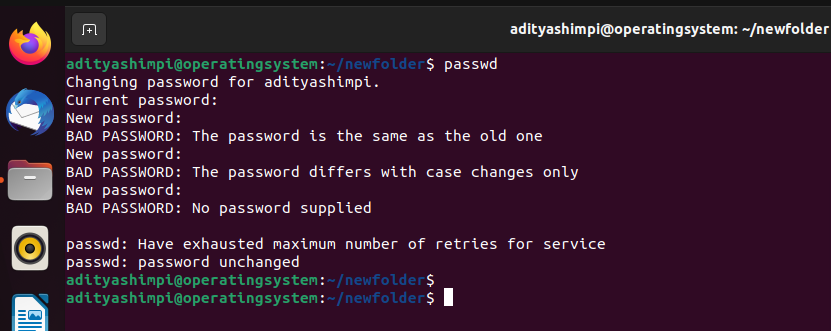 adityashimpi@operatingsystem: ~/newfolder
adityashimpi@operatingsystem:~/newfolder$ passwd
Changing password for adityashimpi.
Current password:
New password:
BAD PASSWORD: The password is the same as the old one
New password:
BAD PASSWORD: The password differs with case changes only
New password:
BAD PASSWORD: No password supplied
passwd: Have exhausted maximum number of retries for service
passwd: password unchanged
adityashimpi@operatingsystem:~/newfolder$
adityashimpi@operatingsystem:~/newfolder$